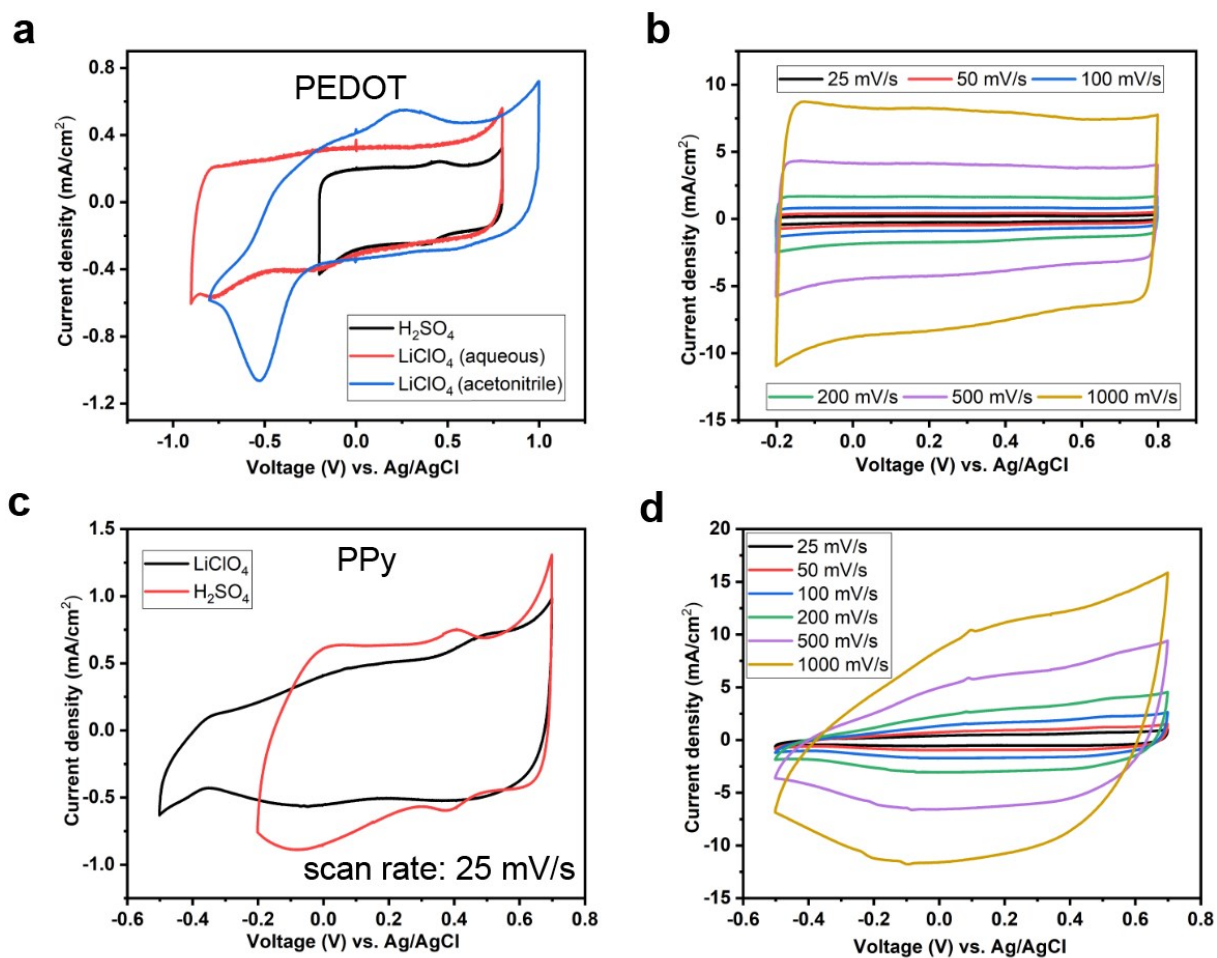 a
PEDOT
Current density (mA/cm²)
0.8
0.4
0.0
-0.4
-0.8
-1.2
H₂SO₄
LiClO₄ (aqueous)
LiClO₄ (acetonitrile)
-1.0 -0.5 0.0 0.5 1.0
Voltage (V) vs. Ag/AgCl
b
Current density (mA/cm²)
10
5
0
-5
-10
-15
25 mV/s 50 mV/s 100 mV/s
200 mV/s 500 mV/s 1000 mV/s
-0.2 0.0 0.2 0.4 0.6 0.8
Voltage (V) vs. Ag/AgCl
c
PPy
Current density (mA/cm²)
1.5
1.0
0.5
0.0
-0.5
-1.0
LiClO₄
H₂SO₄
scan rate: 25 mV/s
-0.6 -0.4 -0.2 0.0 0.2 0.4 0.6 0.8
Voltage (V) vs. Ag/AgCl
d
Current density (mA/cm²)
20
15
10
5
0
-5
-10
-15
25 mV/s
50 mV/s
100 mV/s
200 mV/s
500 mV/s
1000 mV/s
-0.6 -0.4 -0.2 0.0 0.2 0.4 0.6 0.8
Voltage (V) vs. Ag/AgCl